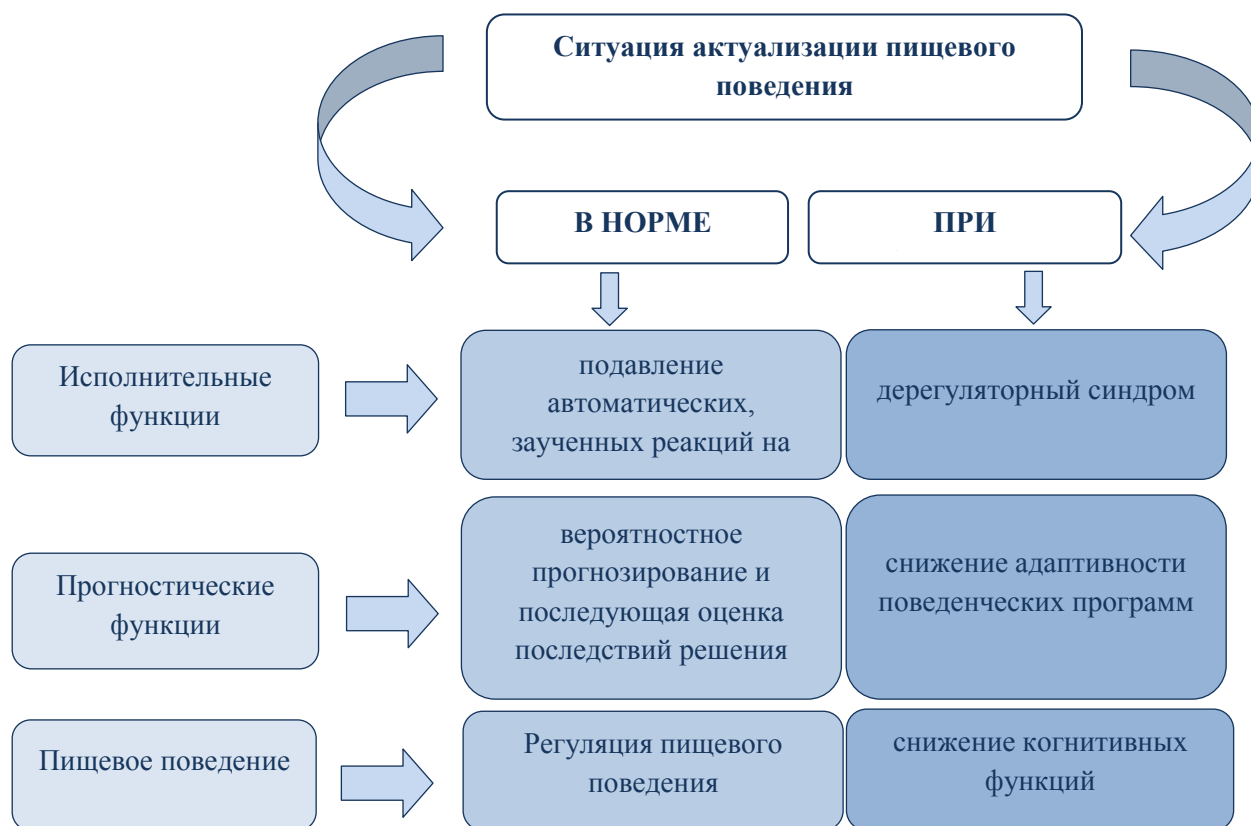 Ситуация актуализации пищевого
поведения
В НОРМЕ
ПРИ
Исполнительные
функции
подавление
автоматических,
заученных реакций на
дерегуляторный синдром
Прогностические
функции
вероятностное
прогнозирование и
последующая оценка
последствий решения
снижение адаптивности
поведенческих программ
Пищевое поведение
Регуляция пищевого
поведения
снижение когнитивных
функций